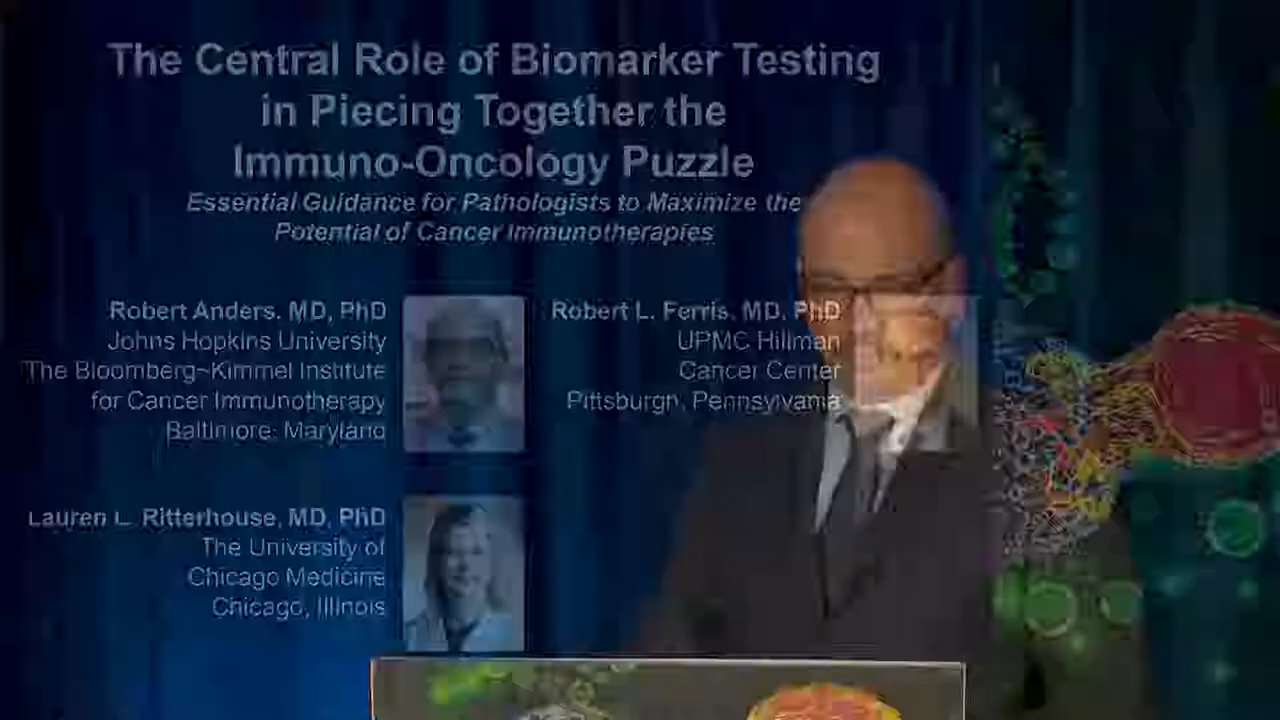 The Central Role of Biomarker Testing
in Piecing Together the
Immuno-Oncology Puzzle
Essential Guidance for Pathologists to Maximize the
Potential of Cancer Immunotherapies
Robert Anders, MD, PhD
Johns Hopkins University
The Bloomberg~Kimmel Institute
for Cancer Immunotherapy
Baltimore, Maryland
Robert L. Ferris, MD, PhD
UPMC Hillman
Cancer Center
Pittsburgh, Pennsylvania
Lauren L. Ritterhouse, MD, PhD
The University of
Chicago Medicine
Chicago, Illinois